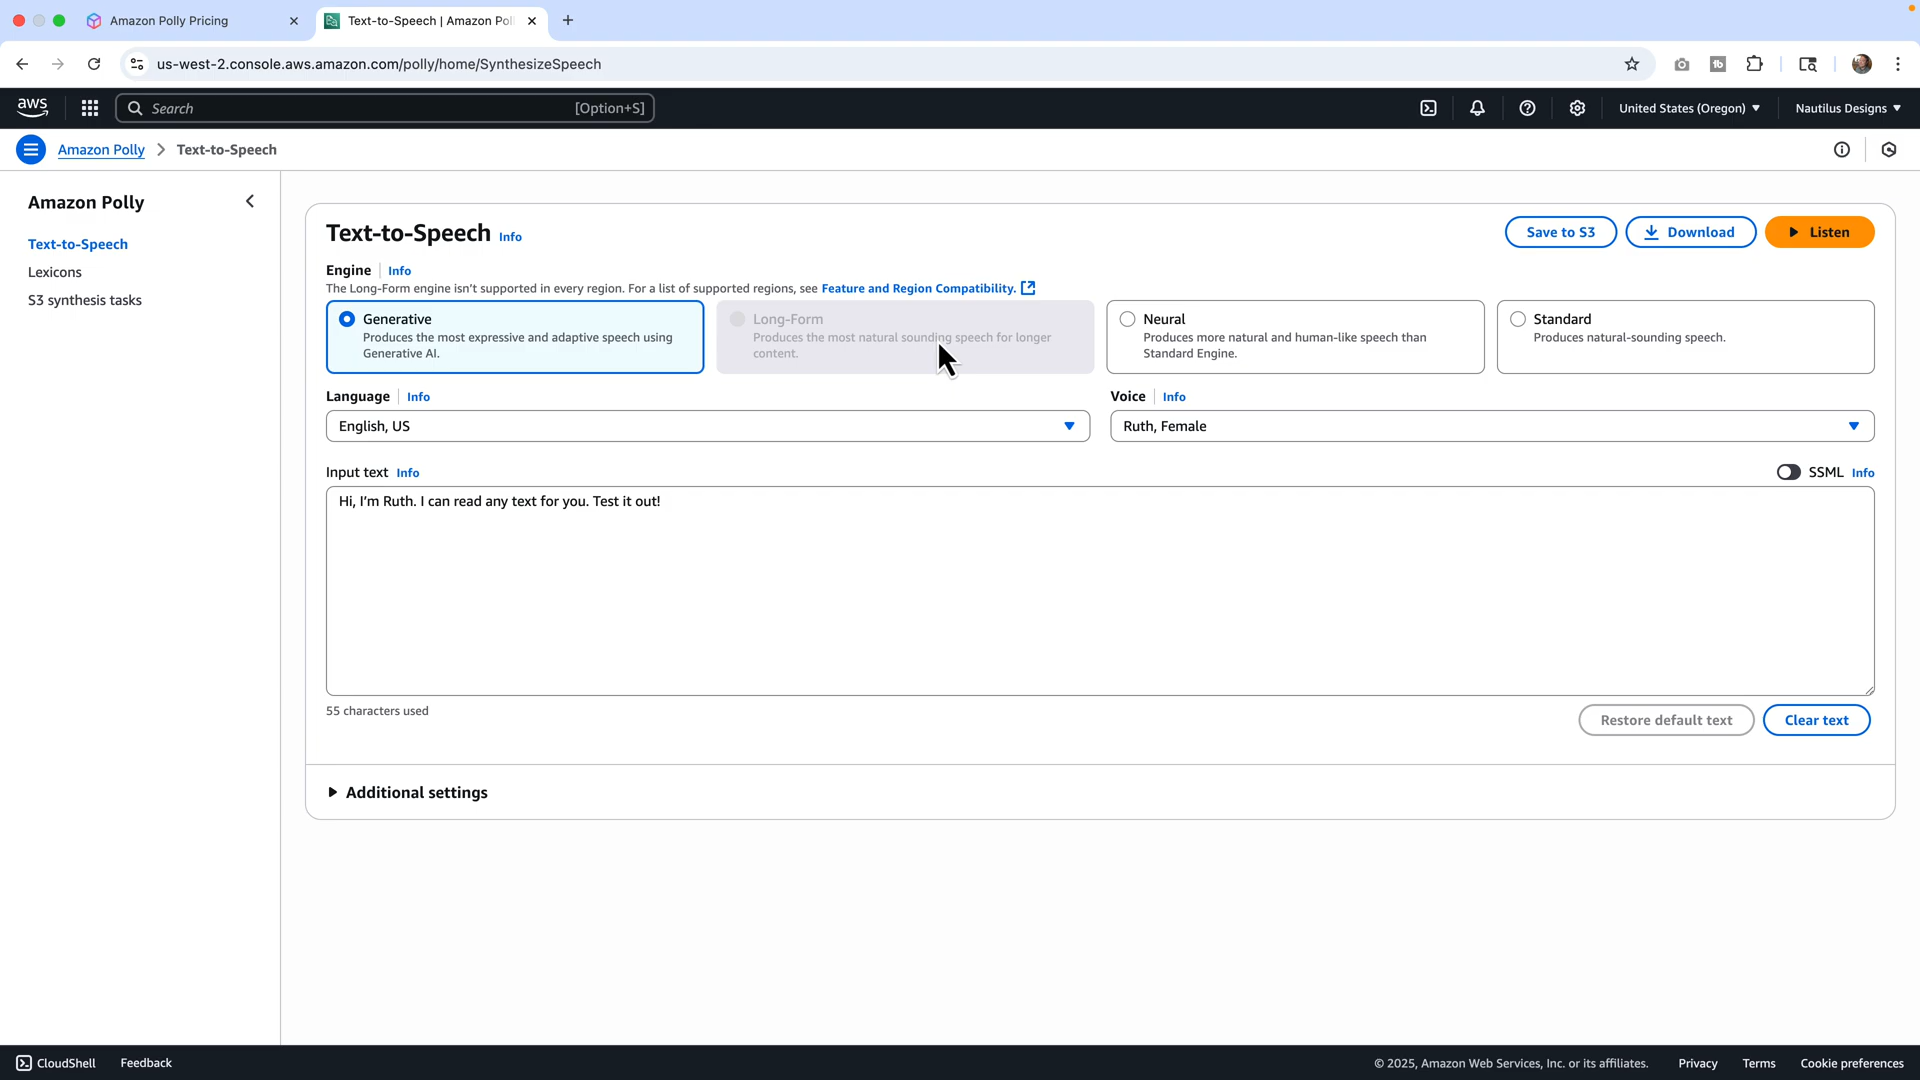 Amazon Polly Pricing
Text-to-Speech | Amazon Pol
us-west-2.console.aws.amazon.com/polly/home/SynthesizeSpeech
aws
Search
[Option+S]
United States (Oregon)
Nautilus Designs
Amazon Polly
Text-to-Speech
Amazon Polly
Text-to-Speech
Lexicons
S3 synthesis tasks
Text-to-Speech Info
Save to S3
Download
Listen
Engine Info
The Long-Form engine isn't supported in every region. For a list of supported regions, see Feature and Region Compatibility.
Generative
Produces the most expressive and adaptive speech using
Generative AI.
Long-Form
Produces the most natural sounding speech for longer
content.
Neural
Produces more natural and human-like speech than
Standard Engine.
Standard
Produces natural-sounding speech.
Language Info
English, US
Voice Info
Ruth, Female
Input text Info
SSML Info
Hi, I'm Ruth. I can read any text for you. Test it out!
55 characters used
Restore default text
Clear text
Additional settings
CloudShell
Feedback
© 2025, Amazon Web Services, Inc. or its affiliates.
Privacy
Terms
Cookie preferences